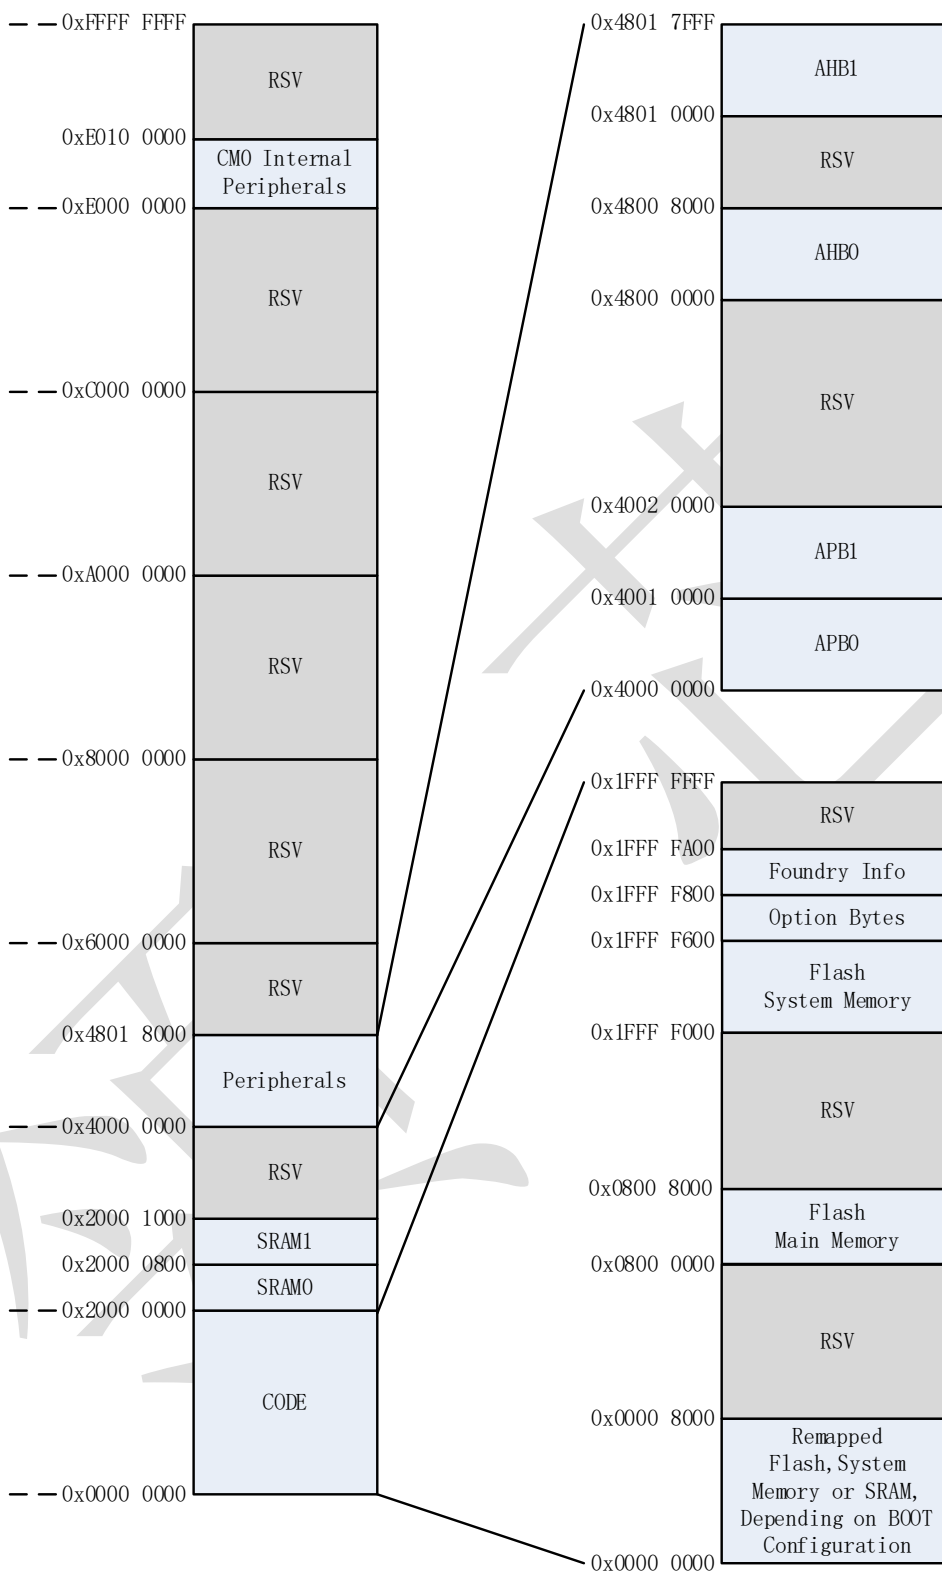 0xFFFF FFFF
RSV
0xE010 0000
CM0 Internal
Peripherals
0xE000 0000
RSV
0xC000 0000
RSV
0xA000 0000
RSV
0x8000 0000
RSV
0x6000 0000
RSV
0x4801 8000
Peripherals
0x4000 0000
RSV
0x2000 1000
SRAM1
0x2000 0800
SRAM0
0x2000 0000
CODE
0x0000 0000
0x4801 7FFF
AHB1
0x4801 0000
RSV
0x4800 8000
AHB0
0x4800 0000
RSV
0x4002 0000
APB1
0x4001 0000
APB0
0x4000 0000
0x1FFF FFFF
RSV
0x1FFF FA00
Foundry Info
0x1FFF F800
Option Bytes
0x1FFF F600
Flash
System Memory
0x1FFF F000
RSV
0x0800 8000
Flash
Main Memory
0x0800 0000
RSV
0x0000 8000
Remapped
Flash,System
Memory or SRAM,
Depending on BOOT
Configuration
0x0000 0000